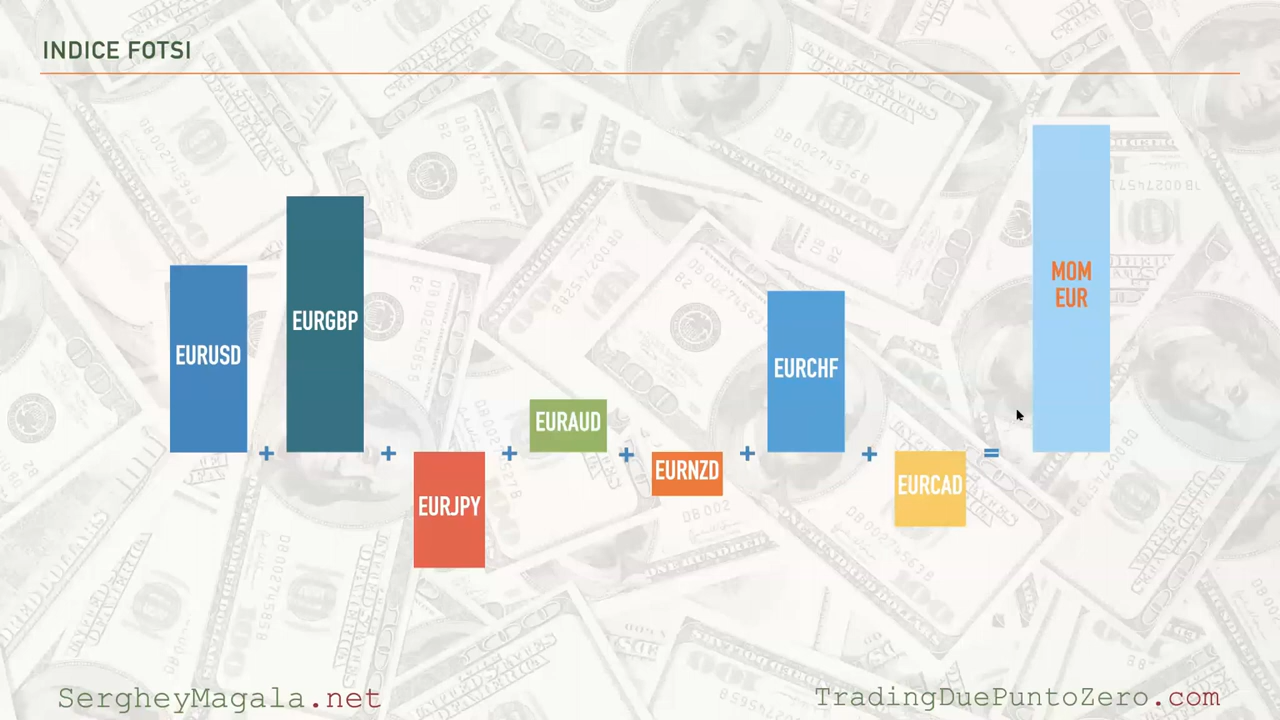 INDICE FOTSI
EURUSD
+
EURGBP
+
EURJPY
+
EURAUD
+
EURNZD
+
EURCHF
+
EURCAD
=
MOM
EUR
SergheyMagala.net
TradingDuePuntoZero.com